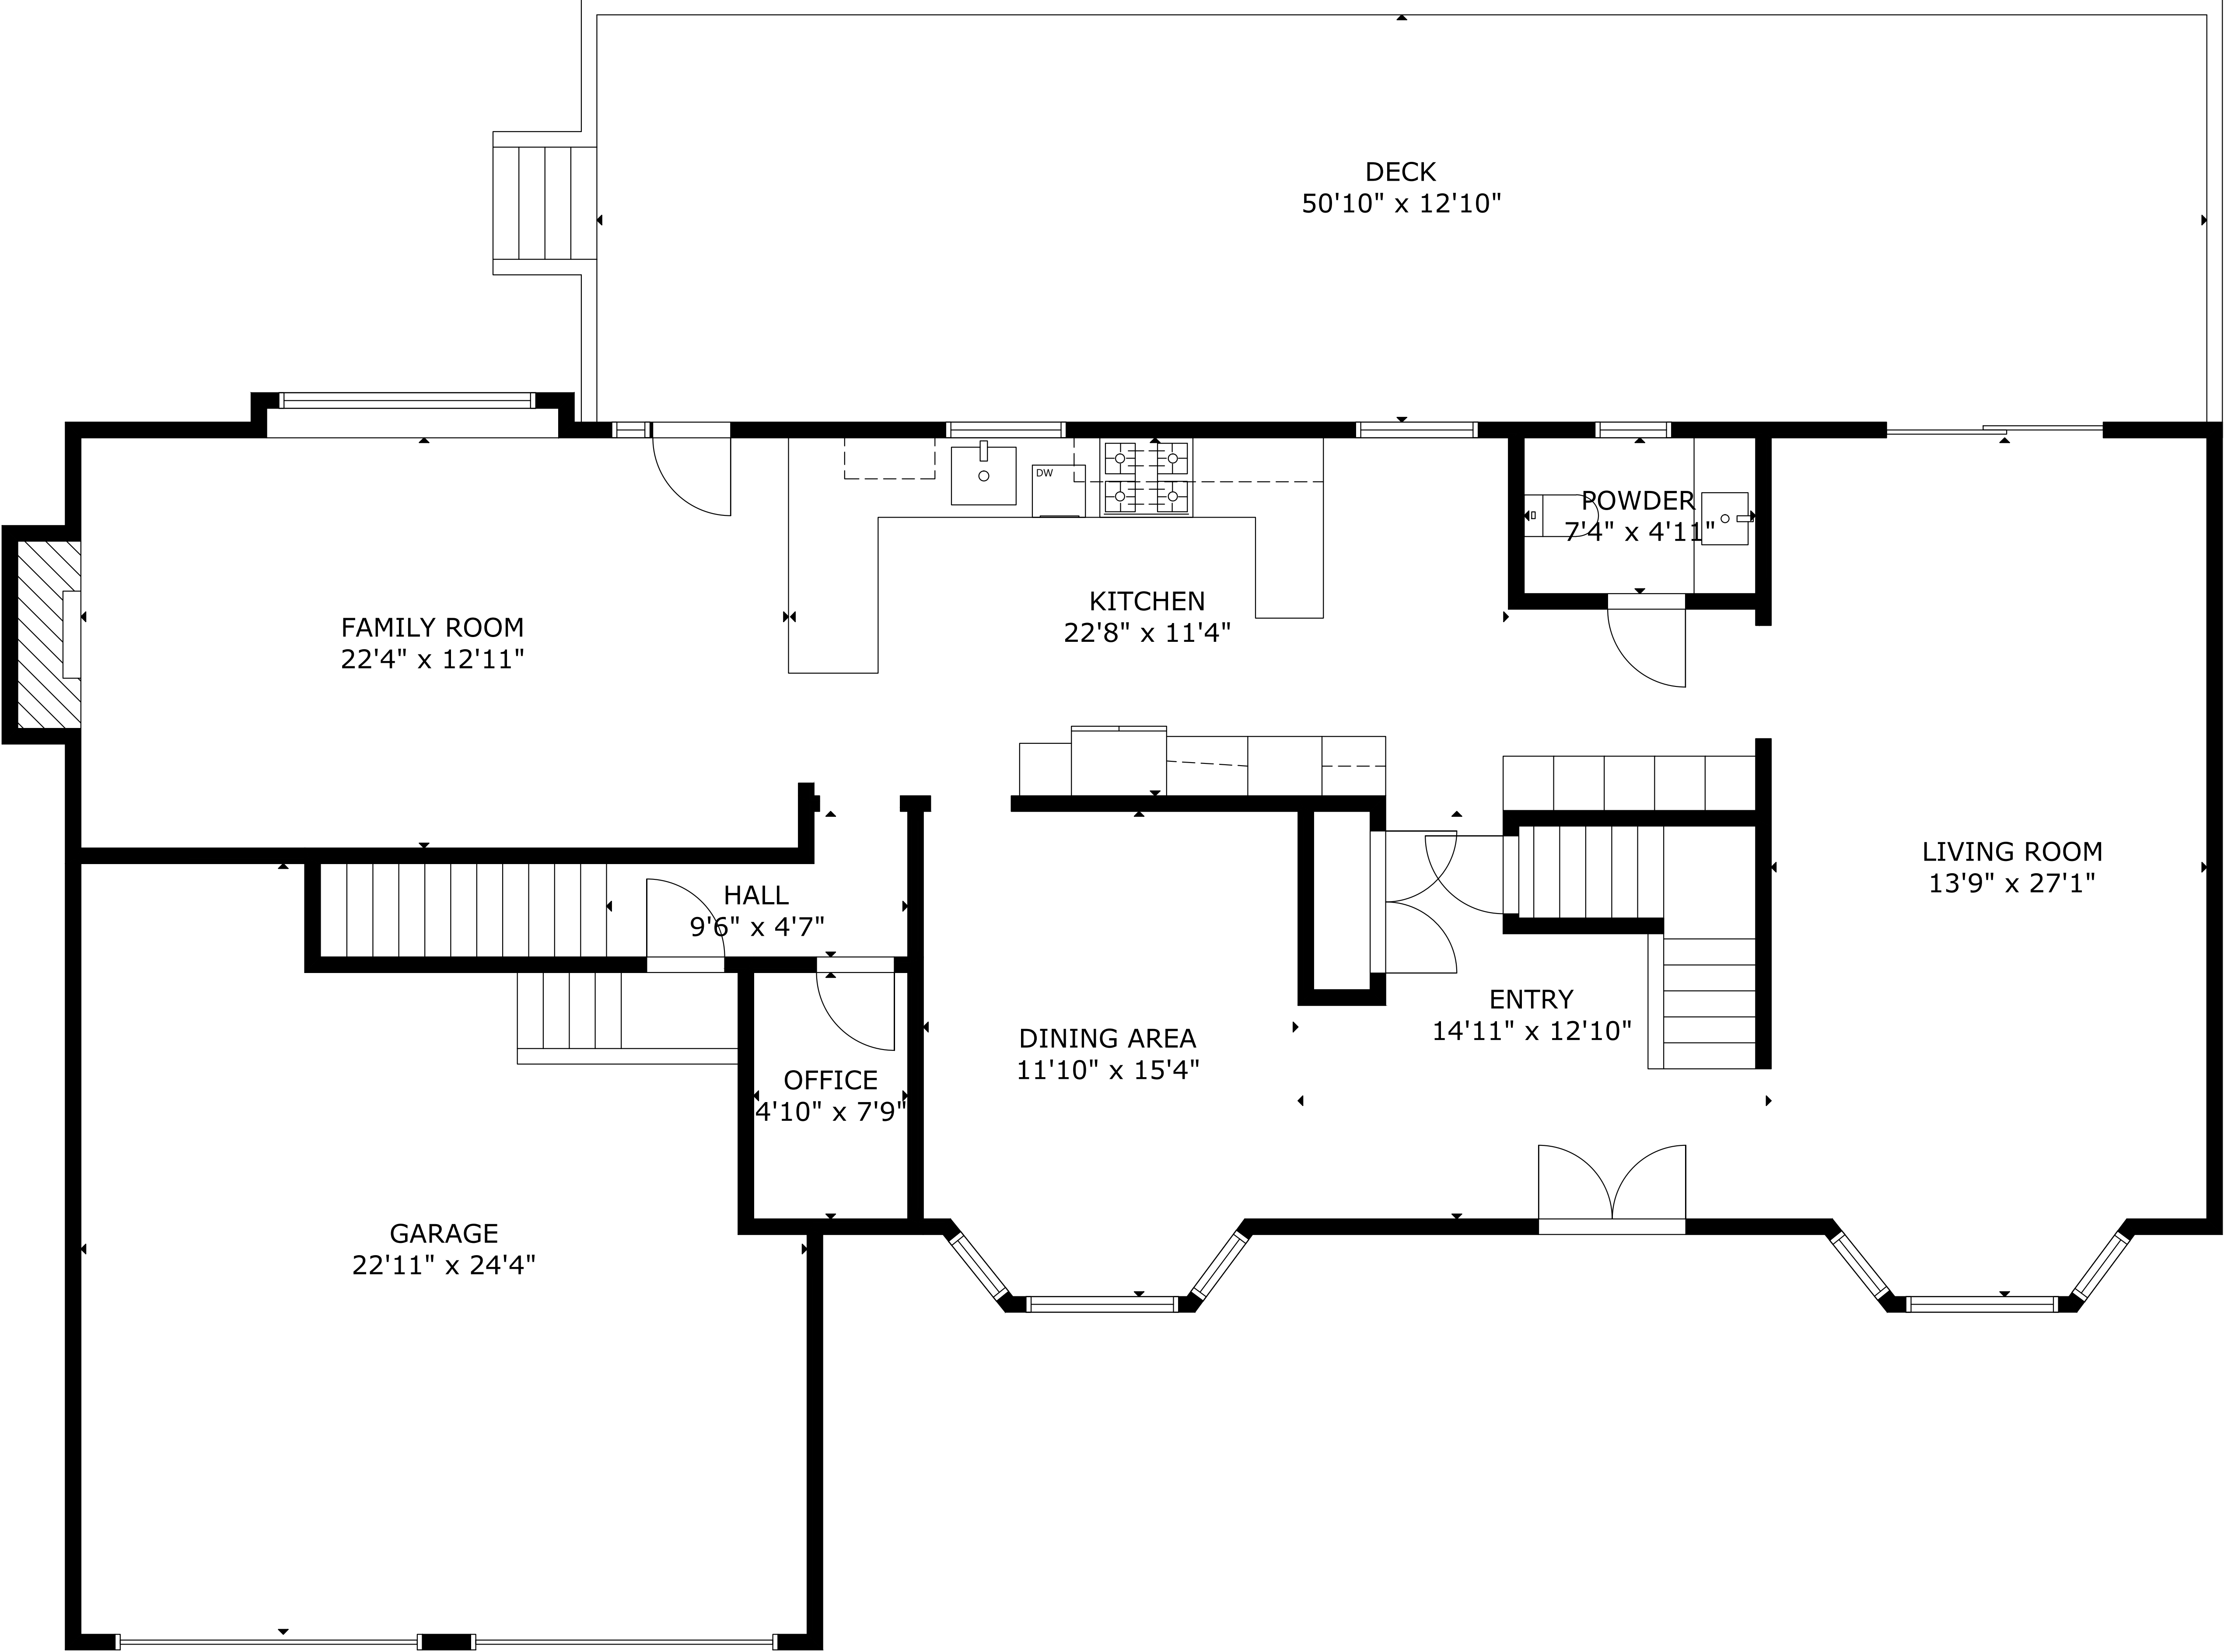 DECK
50'10" x 12'10"
DW
POWDER
7'4" x 4'11"
KITCHEN
22'8" x 11'4"
FAMILY ROOM
22'4" x 12'11"
LIVING ROOM
13'9" x 27'1"
HALL
9'6" x 4'7"
ENTRY
14'11" x 12'10"
DINING AREA
11'10" x 15'4"
OFFICE
4'10" x 7'9"
GARAGE
22'11" x 24'4"